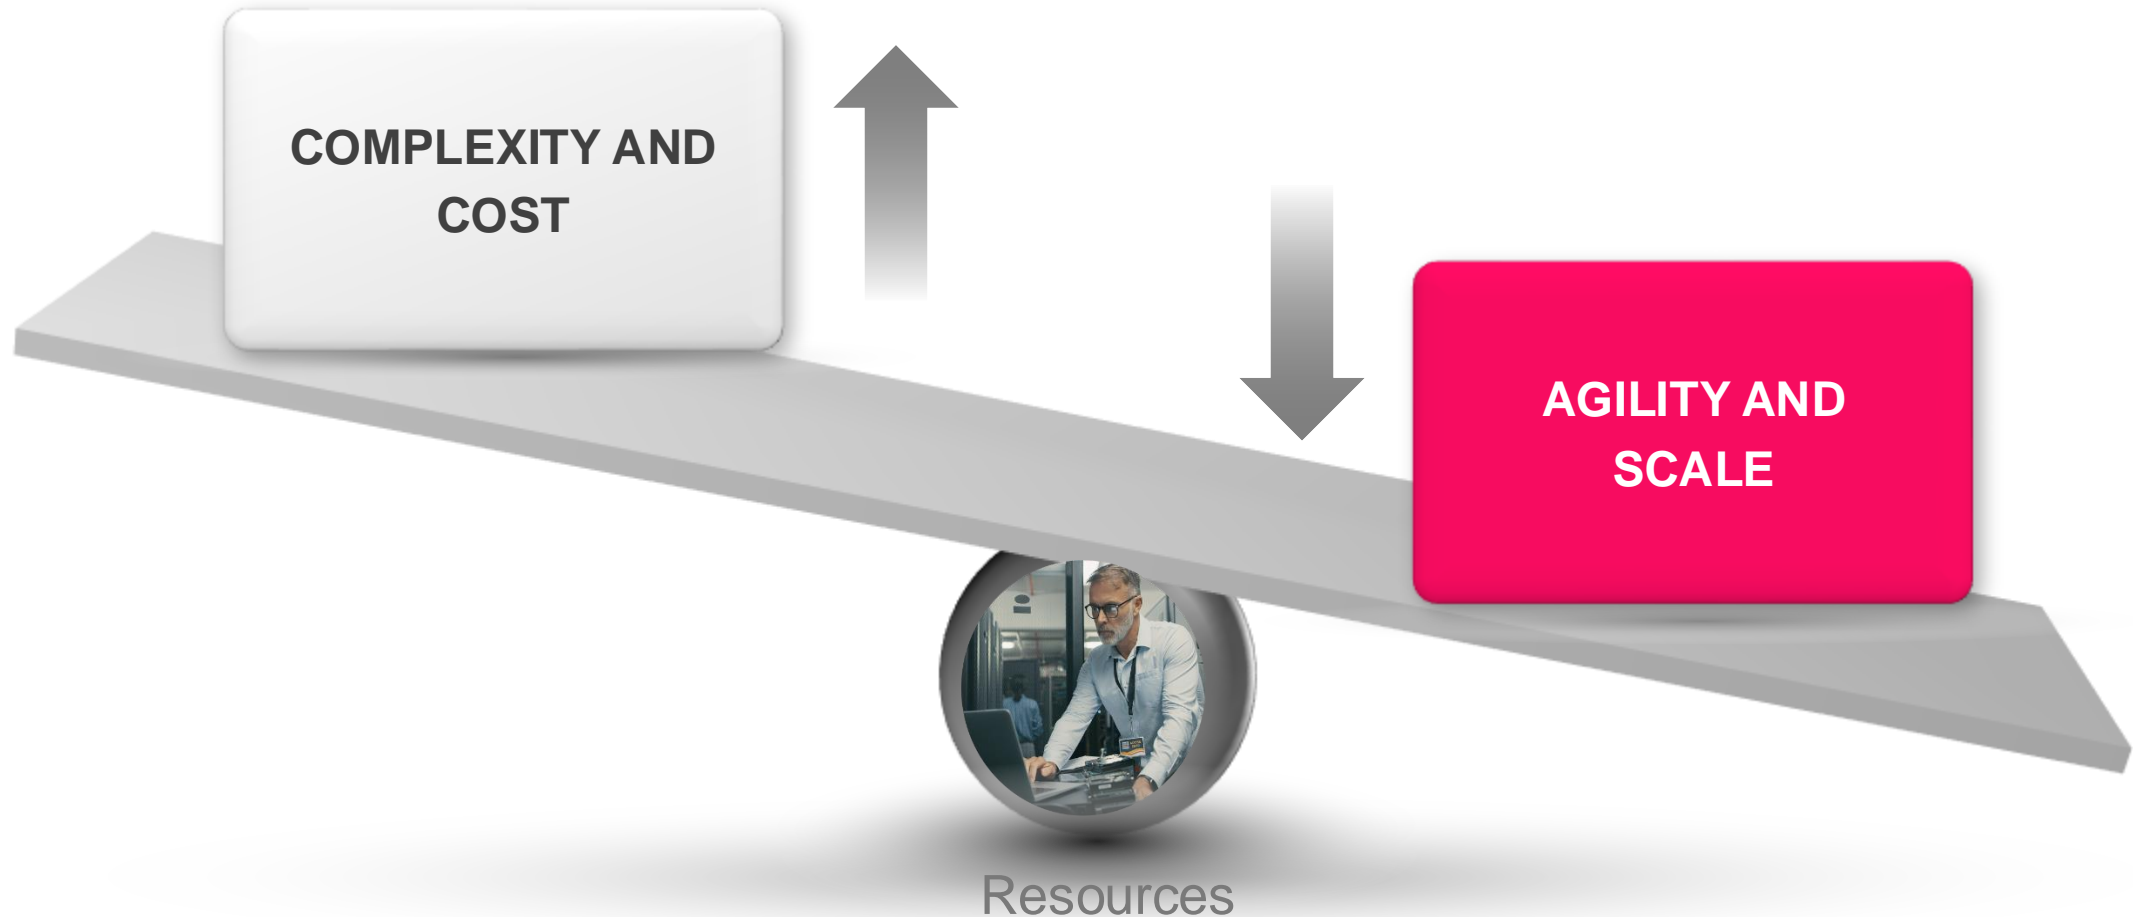 COMPLEXITY AND
COST
AGILITY AND
SCALE
Resources